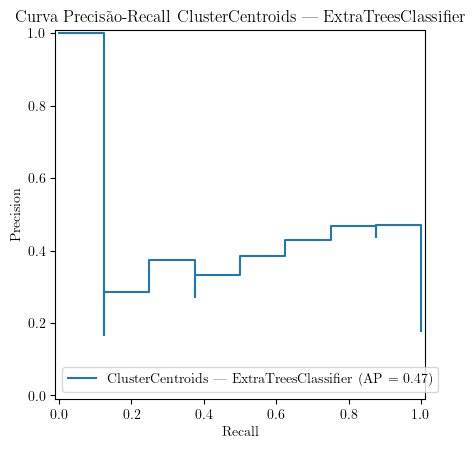 Curva Precisão-Recall ClusterCentroids — ExtraTreesClassifier
1.0
0.8
0.6
0.4
0.2
0.0
Precision
ClusterCentroids — ExtraTreesClassifier (AP = 0.47)
0.0 0.2 0.4 0.6 0.8 1.0
Recall